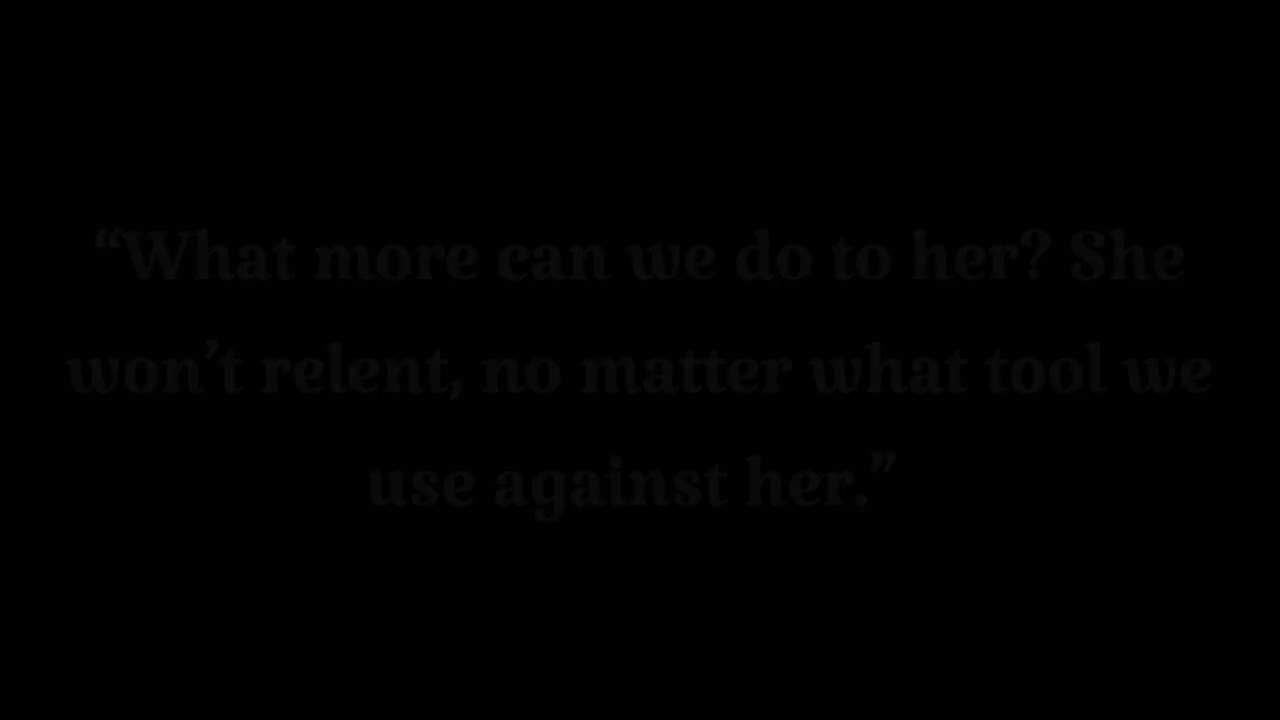 “What more can we do to her? She
won’t relent, no matter what tool we
use against her.”